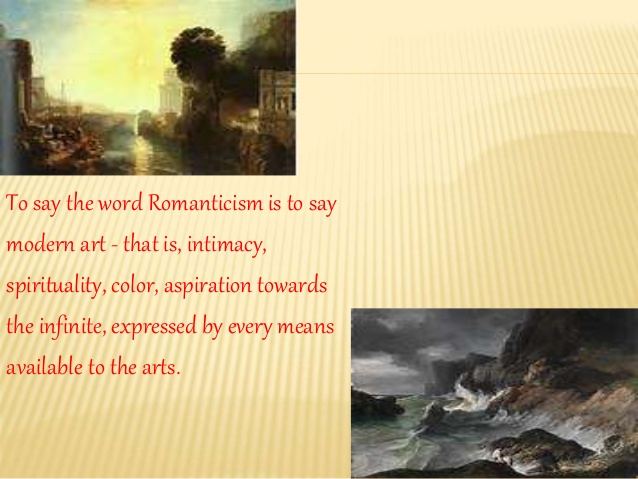 To say the word Romanticism is to say
modern art - that is, intimacy,
spirituality, color, aspiration towards
the infinite, expressed by every means
available to the arts.